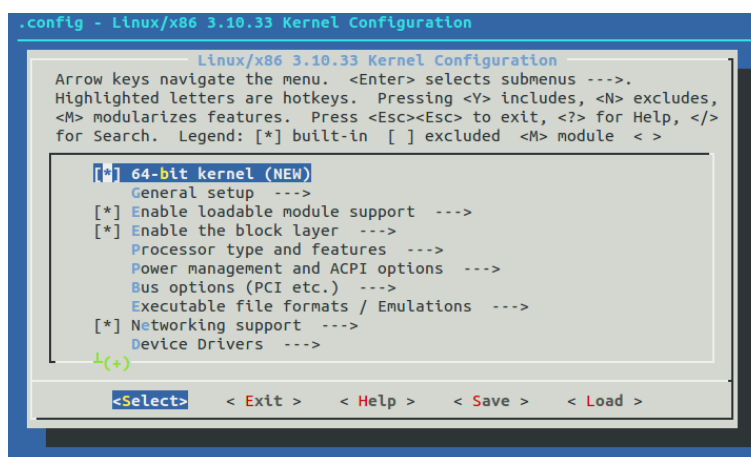 .config - Linux/x86 3.10.33 Kernel Configuration
Linux/x86 3.10.33 Kernel Configuration
Arrow keys navigate the menu.  <Enter> selects submenus --->.
Highlighted letters are hotkeys.  Pressing <Y> includes, <N> excludes,
<M> modularizes features.  Press <Esc><Esc> to exit, <?> for Help, </>
for Search.  Legend: [*] built-in  [ ] excluded  <M> module  < >
[*] 64-bit kernel (NEW)
General setup  --->
[*] Enable loadable module support  --->
[*] Enable the block layer  --->
Processor type and features  --->
Power management and ACPI options  --->
Bus options (PCI etc.)  --->
Executable file formats / Emulations  --->
[*] Networking support  --->
Device Drivers  --->
┴(+)
<Select>    < Exit >    < Help >    < Save >    < Load >